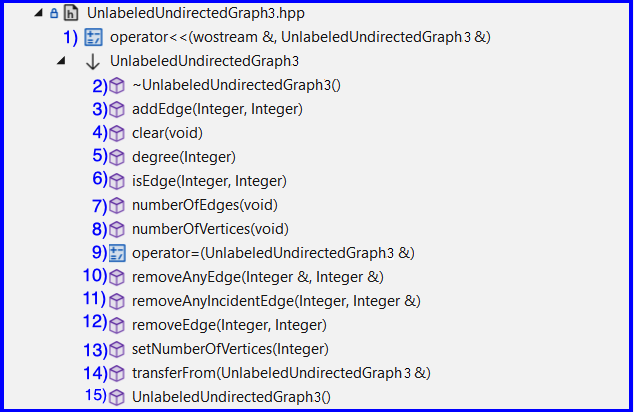 UnlabeledUndirectedGraph3.hpp
1) operator<<(wostream &, UnlabeledUndirectedGraph3 &)
UnlabeledUndirectedGraph3
2) ~UnlabeledUndirectedGraph3()
3) addEdge(Integer, Integer)
4) clear(void)
5) degree(Integer)
6) isEdge(Integer, Integer)
7) numberOfEdges(void)
8) numberOfVertices(void)
9) operator=(UnlabeledUndirectedGraph3 &)
10) removeAnyEdge(Integer &, Integer &)
11) removeAnyIncidentEdge(Integer, Integer &)
12) removeEdge(Integer, Integer)
13) setNumberOfVertices(Integer)
14) transferFrom(UnlabeledUndirectedGraph3 &)
15) UnlabeledUndirectedGraph3()